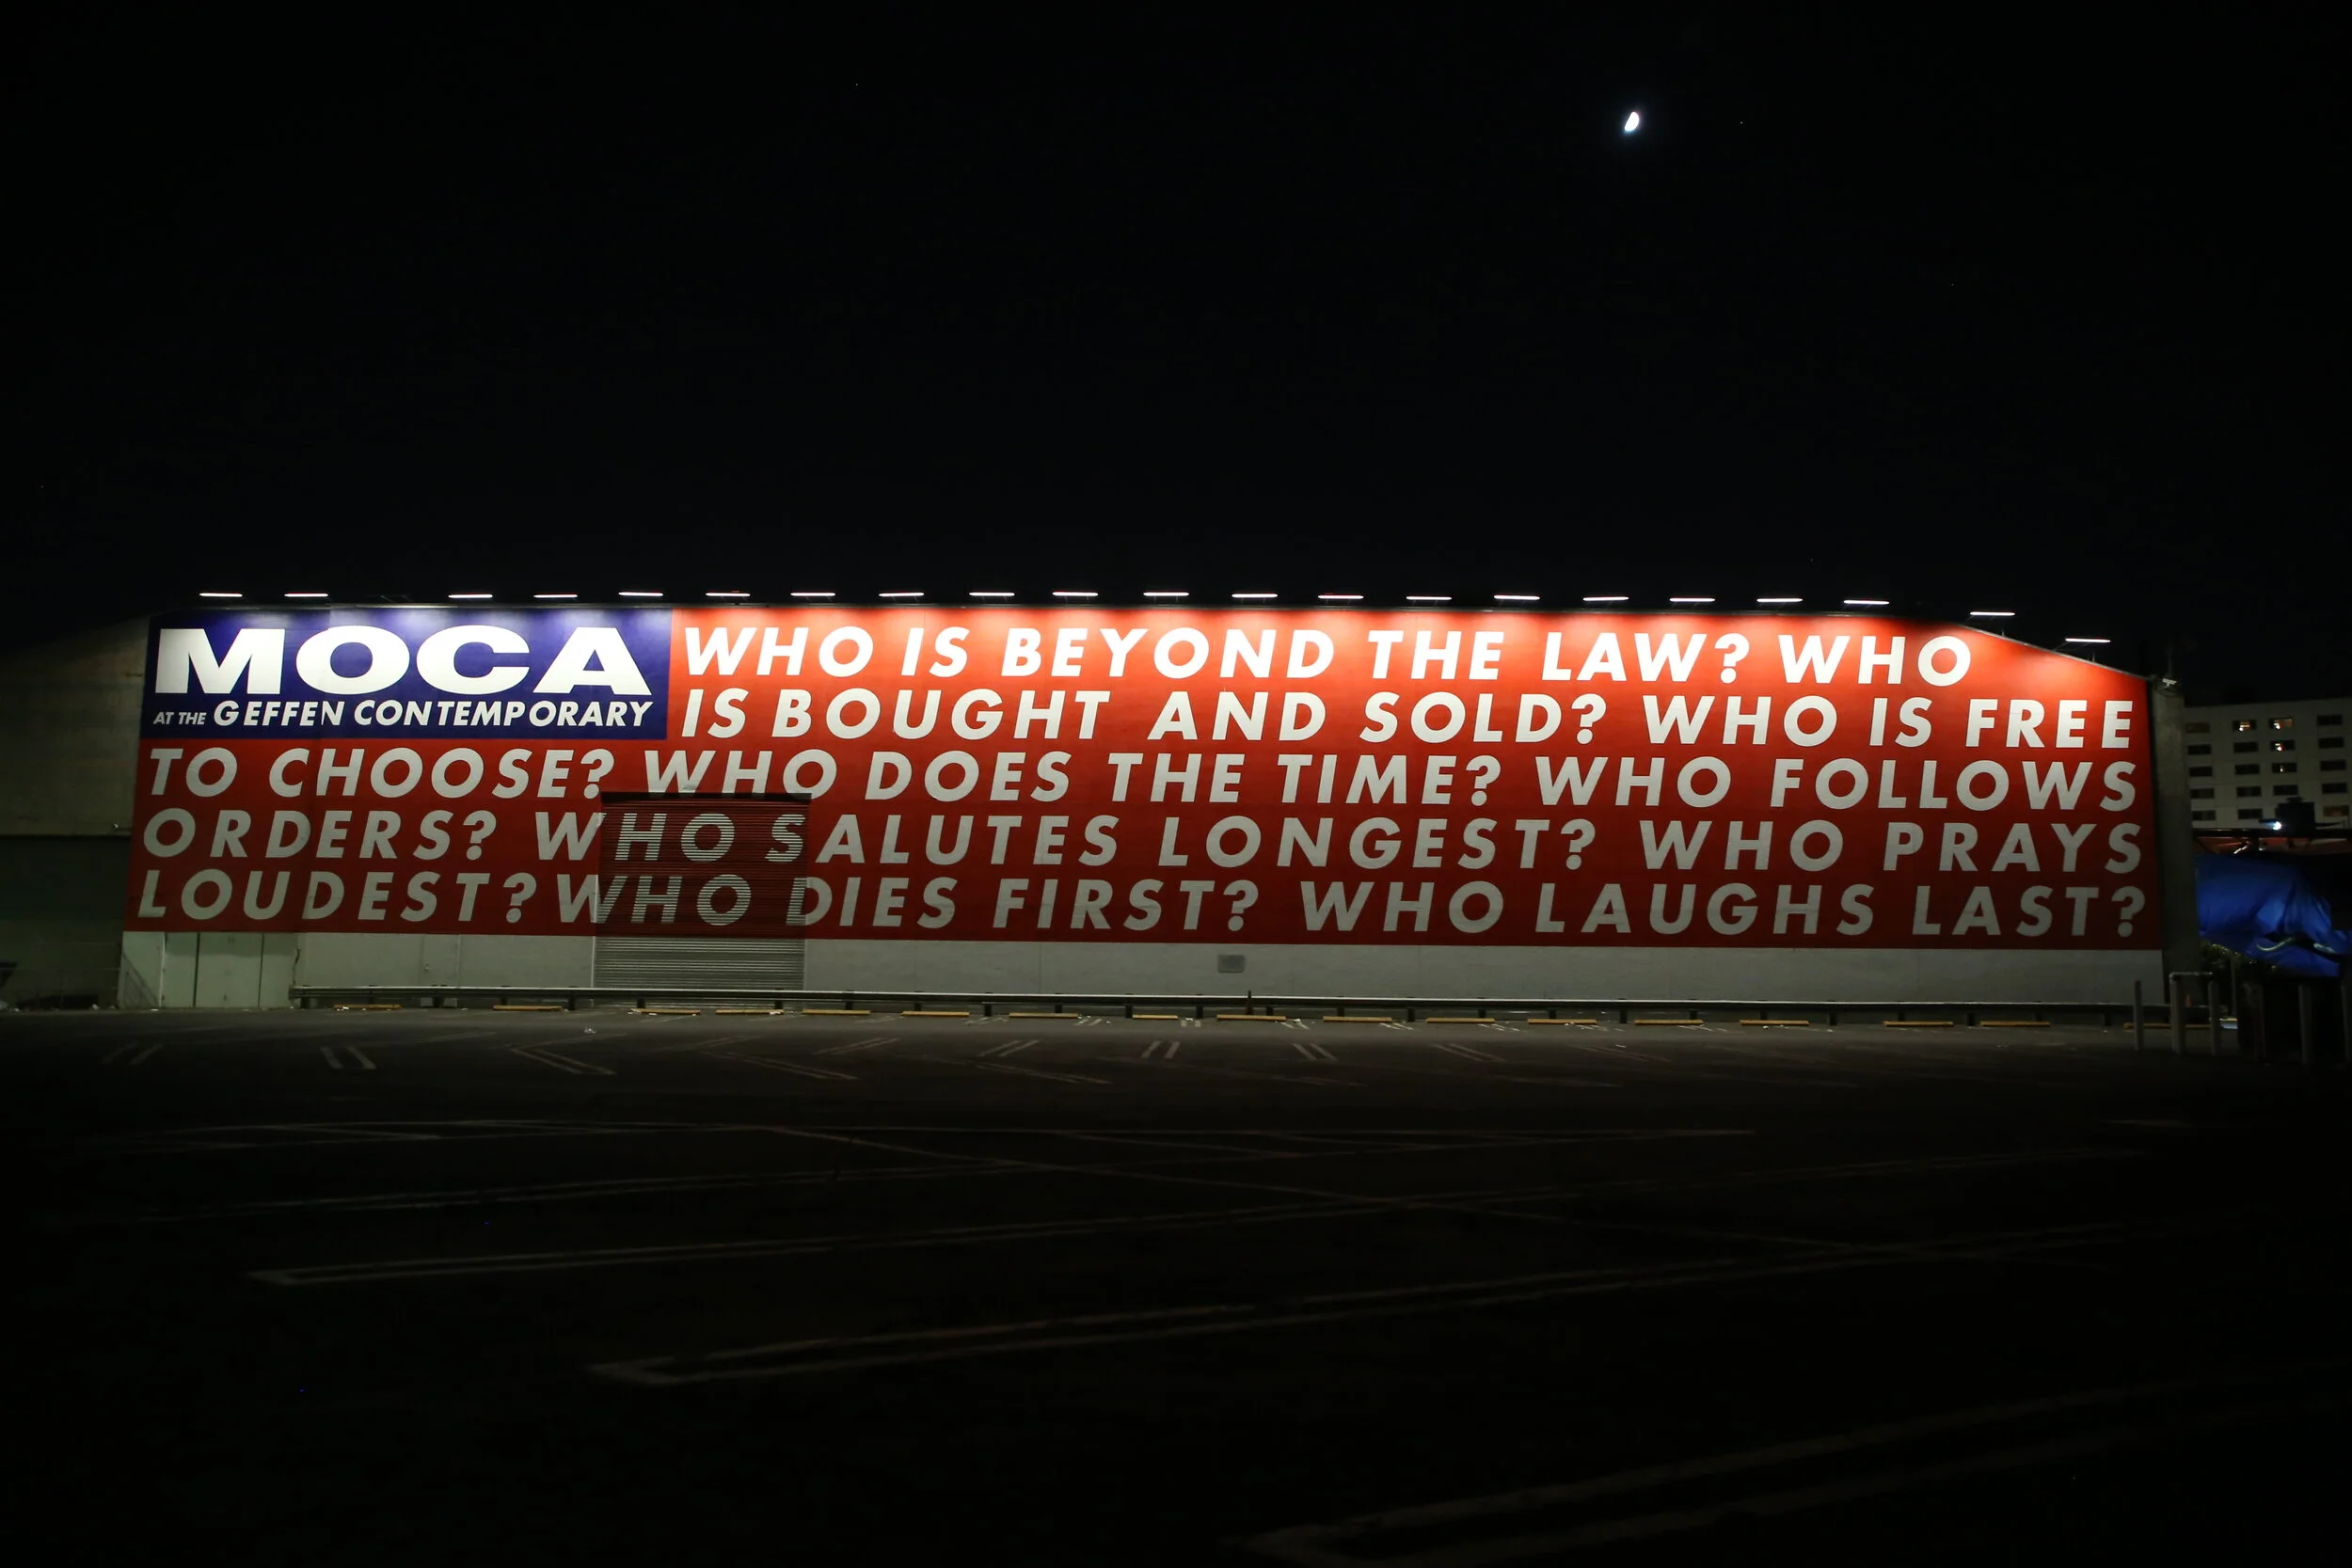 MOCA
AT THE GEFFEN CONTEMPORARY
WHO IS BEYOND THE LAW? WHO
IS BOUGHT AND SOLD? WHO IS FREE
TO CHOOSE? WHO DOES THE TIME? WHO FOLLOWS
ORDERS? WHO SALUTES LONGEST? WHO PRAYS
LOUDEST? WHO DIES FIRST? WHO LAUGHS LAST?